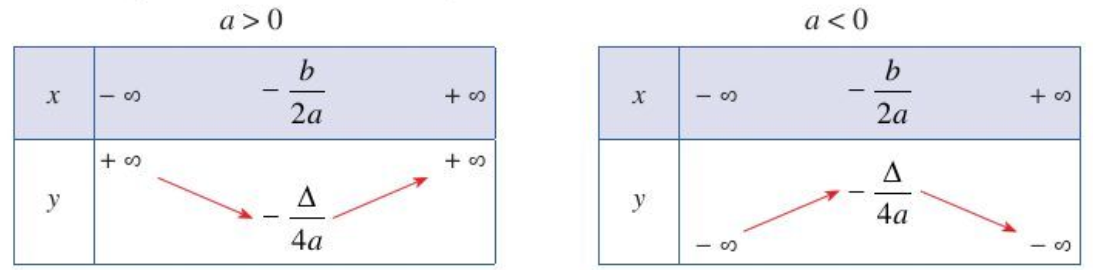 a > 0
x − ∞ − b/2a + ∞
y + ∞ − Δ/4a + ∞
a < 0
x − ∞ − b/2a + ∞
y − ∞ − Δ/4a − ∞